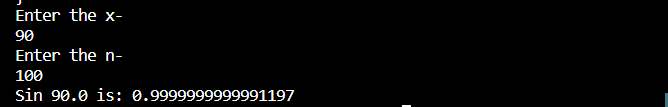 Enter the x-
90
Enter the n-
100
Sin 90.0 is: 0.9999999999991197